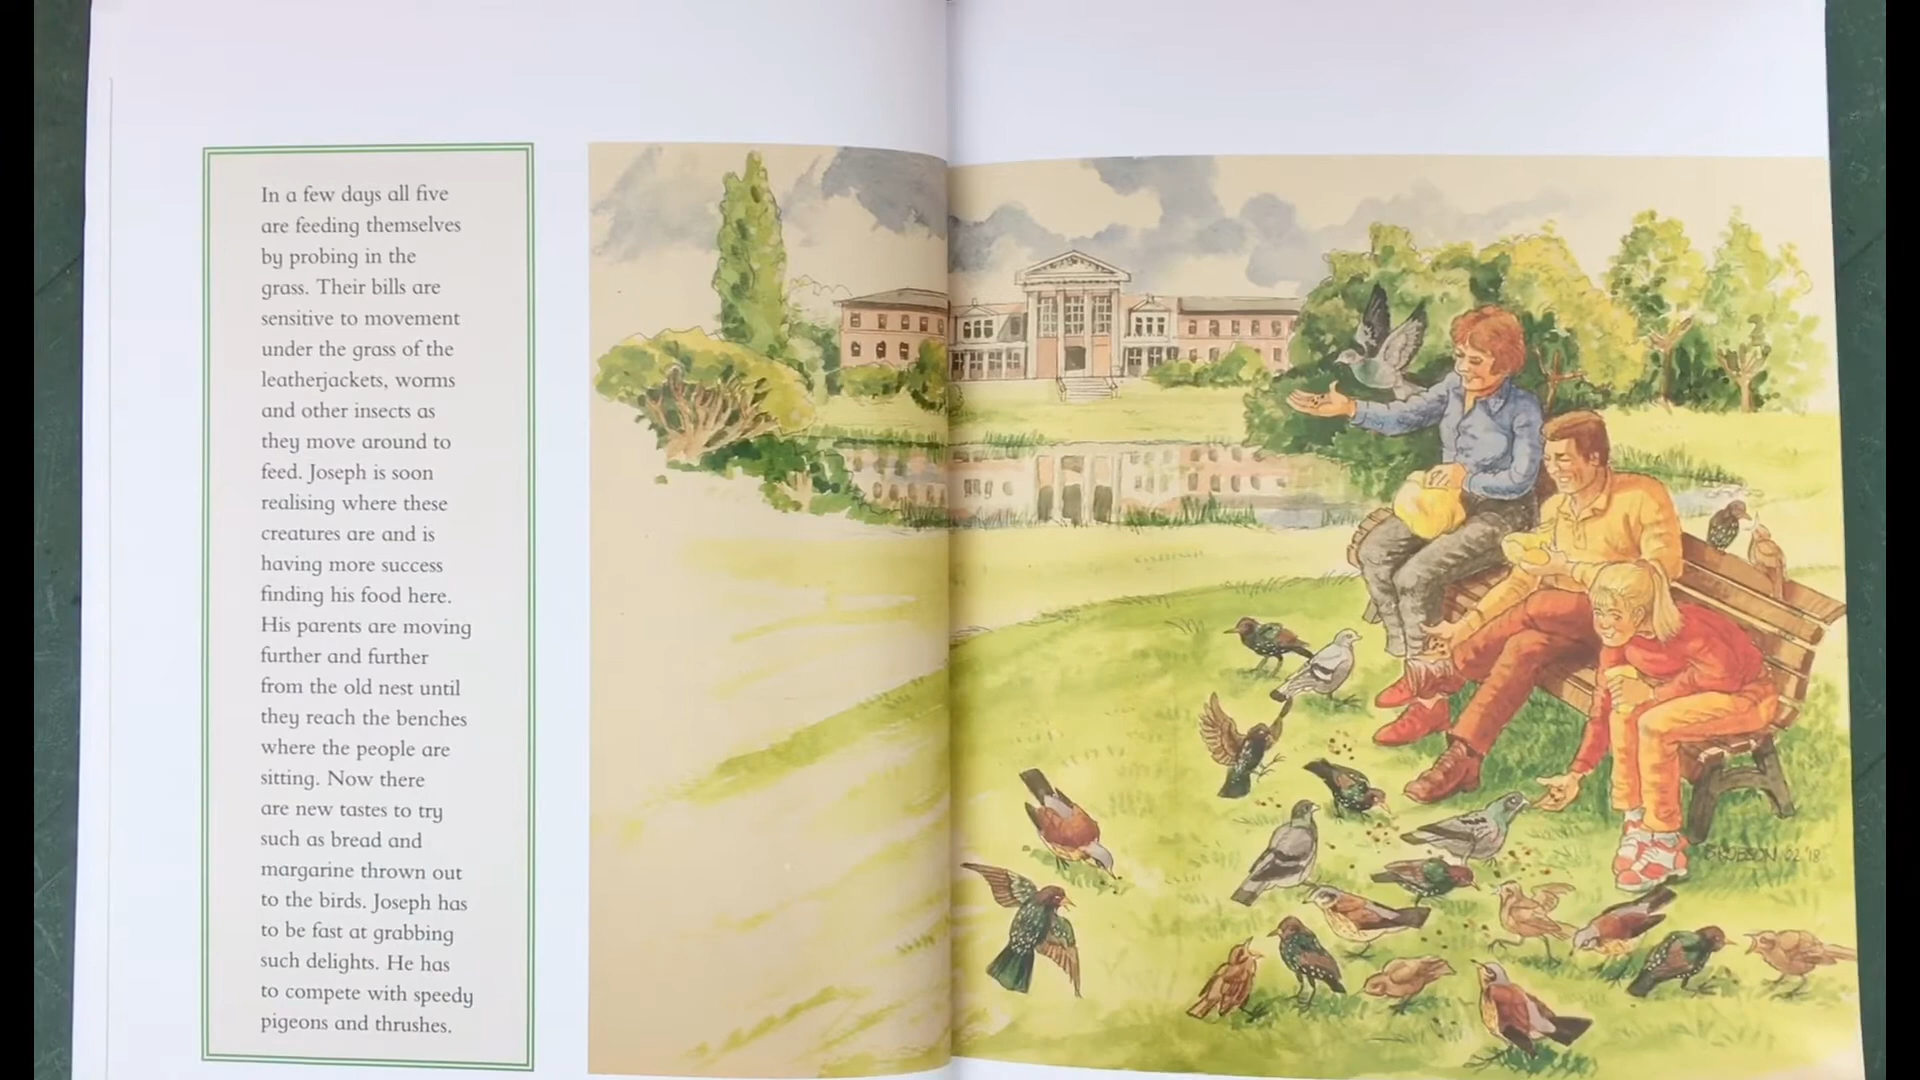 In a few days all five
are feeding themselves
by probing in the
grass. Their bills are
sensitive to movement
under the grass of the
leatherjackets, worms
and other insects as
they move around to
feed. Joseph is soon
realising where these
creatures are and is
having more success
finding his food here.
His parents are moving
further and further
from the old nest until
they reach the benches
where the people are
sitting. Now there
are new tastes to try
such as bread and
margarine thrown out
to the birds. Joseph has
to be fast at grabbing
such delights. He has
to compete with speedy
pigeons and thrushes.
02 '18